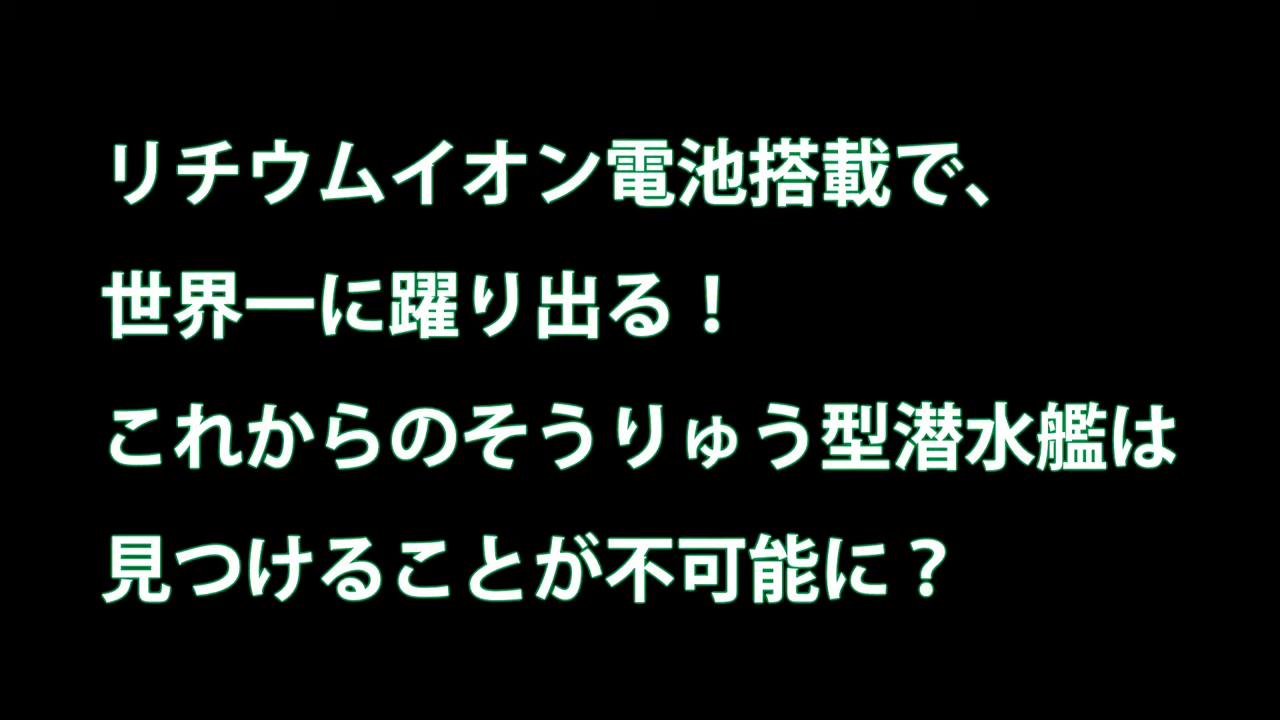 リチウムイオン電池搭載で、
世界一に躍り出る！
これからのそうりゅう型潜水艦は
見つけることが不可能に？